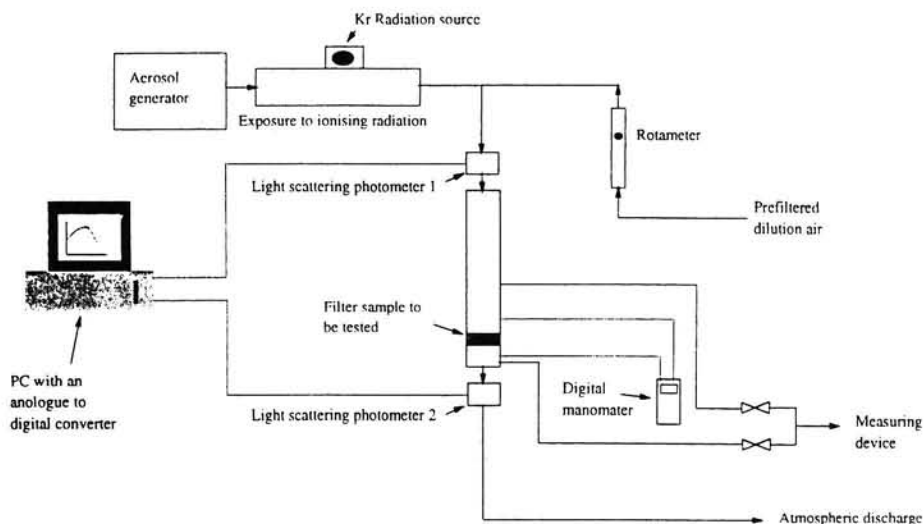 Kr Radiation source
Aerosol
generator
Exposure to ionising radiation
Rotameter
Light scattering photometer 1
Prefiltered
dilution air
Filter sample to
be tested
PC with an
analogue to
digital converter
Digital
manomater
Light scattering photometer 2
Measuring
device
Atmospheric discharge